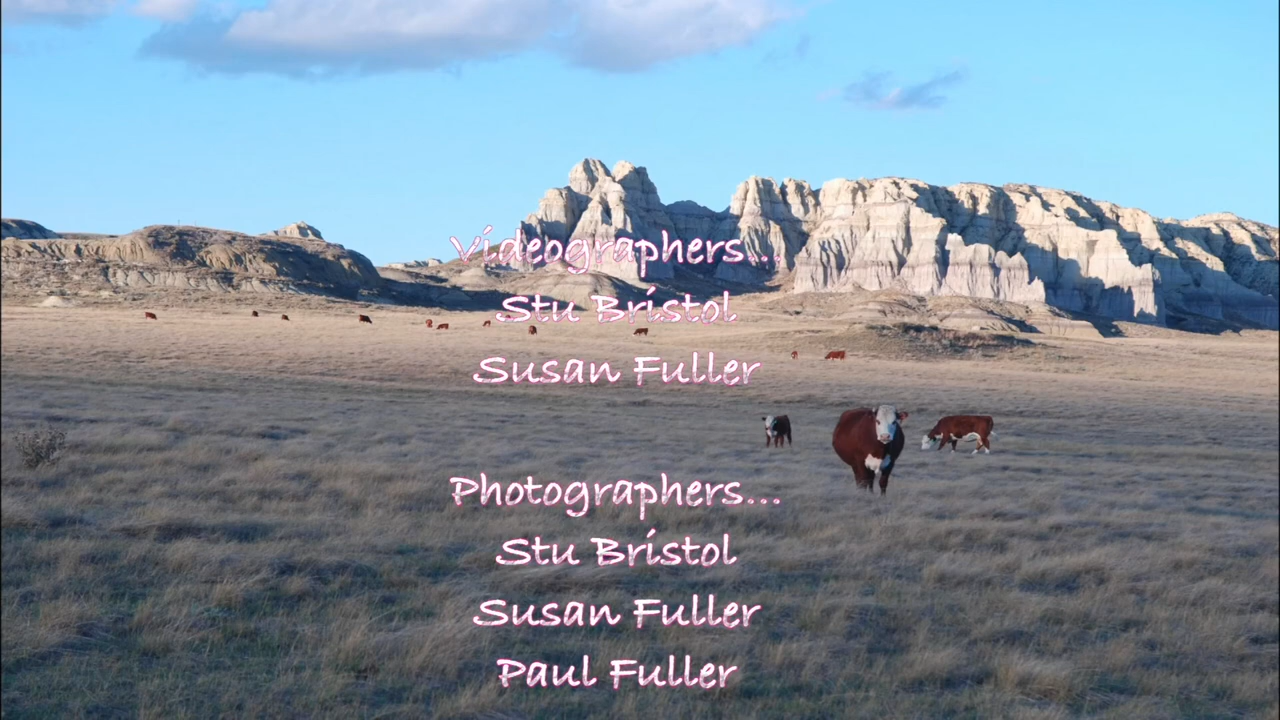 Videographers...
Stu Bristol
Susan Fuller
Photographers...
Stu Bristol
Susan Fuller
Paul Fuller